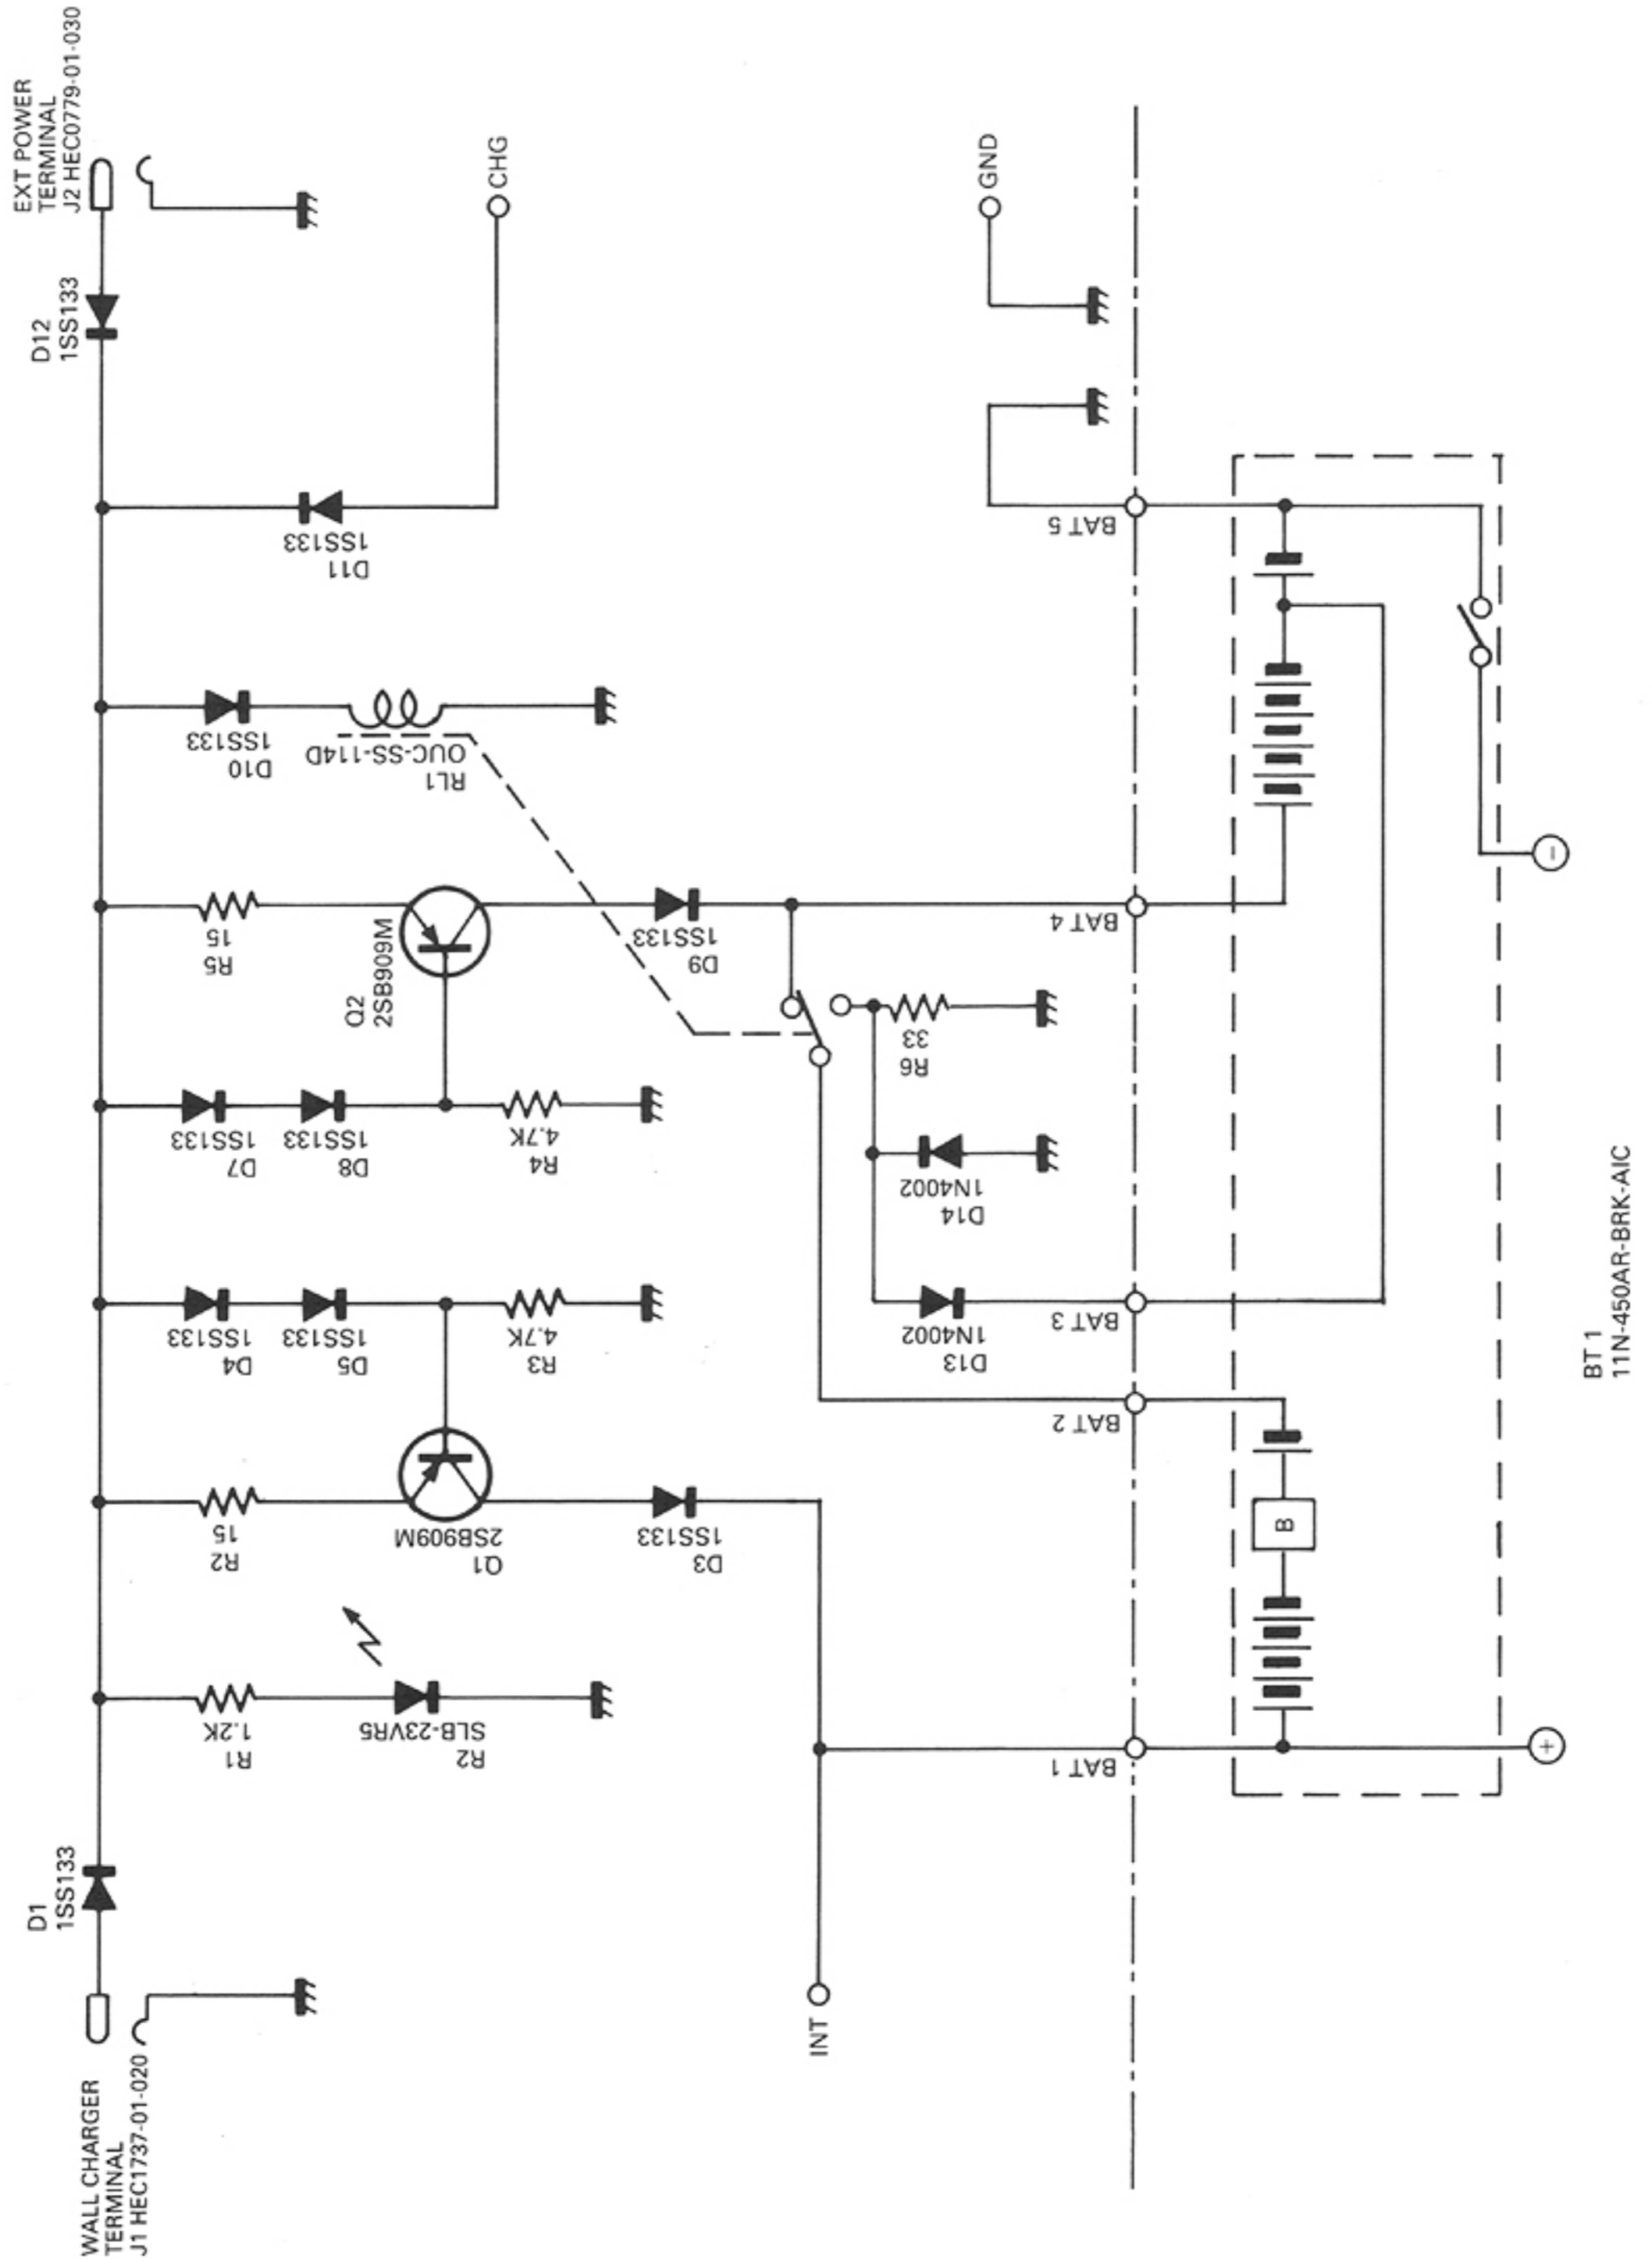 WALL CHARGER
TERMINAL
J1 HEC1737-01-020
D1
1SS133
D12
1SS133
EXT POWER
TERMINAL
J2 HEC0779-01-030
R1
1.2K
R2
SLB-23VR5
R2
15
Q1
2SB909M
D3
1SS133
D4
1SS133
D5
1SS133
R3
4.7K
D7
1SS133
D8
1SS133
R4
4.7K
R5
15
Q2
2SB909M
D9
1SS133
D10
1SS133
RL1
OUC-SS-114D
D11
1SS133
CHG
INT
D13
1N4002
D14
1N4002
R6
33
GND
BAT 1
BAT 2
BAT 3
BAT 4
BAT 5
B
+
−
BT 1
11N-450AR-BRK-AIC